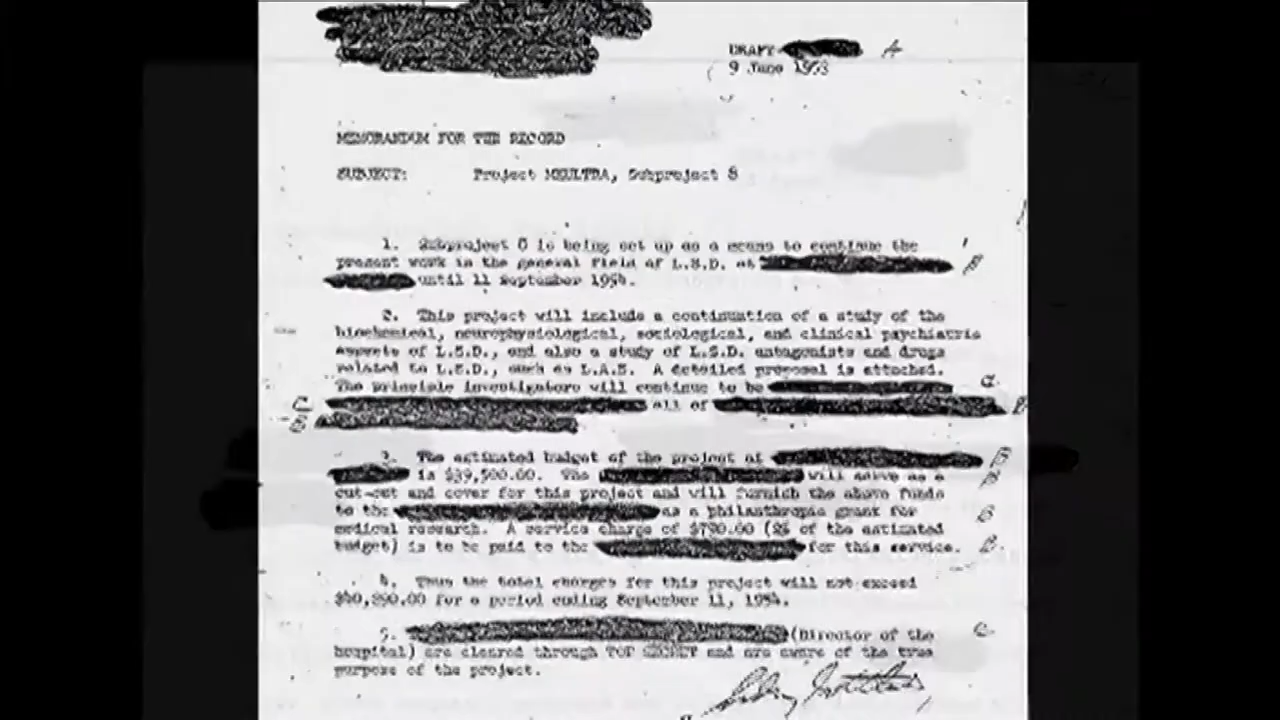 DRAFT A
9 June 1953
MEMORANDUM FOR THE RECORD
SUBJECT: Project MKULTRA, Subproject 8
1. Subproject 8 is being set up as a means to continue the
present work in the general field of L.S.D. at
until 11 September 1954.
2. This project will include a continuation of a study of the
biochemical, neurophysiological, sociological, and clinical psychiatric
aspects of L.S.D., and also a study of L.S.D. antagonists and drugs
related to L.S.D., such as L.A.E. A detailed proposal is attached.
The principle investigators will continue to be
all of
3. The estimated budget of the project at
is $39,500.00. The will serve as a
cut-out and cover for this project and will furnish the above funds
to the as a philanthropic grant for
medical research. A service charge of $790.00 (2% of the estimated
budget) is to be paid to the for this service.
4. Thus the total charges for this project will not exceed
$40,290.00 for a period ending September 11, 1954.
5. (Director of the
hospital) are cleared through TOP SECRET and are aware of the true
purpose of the project.